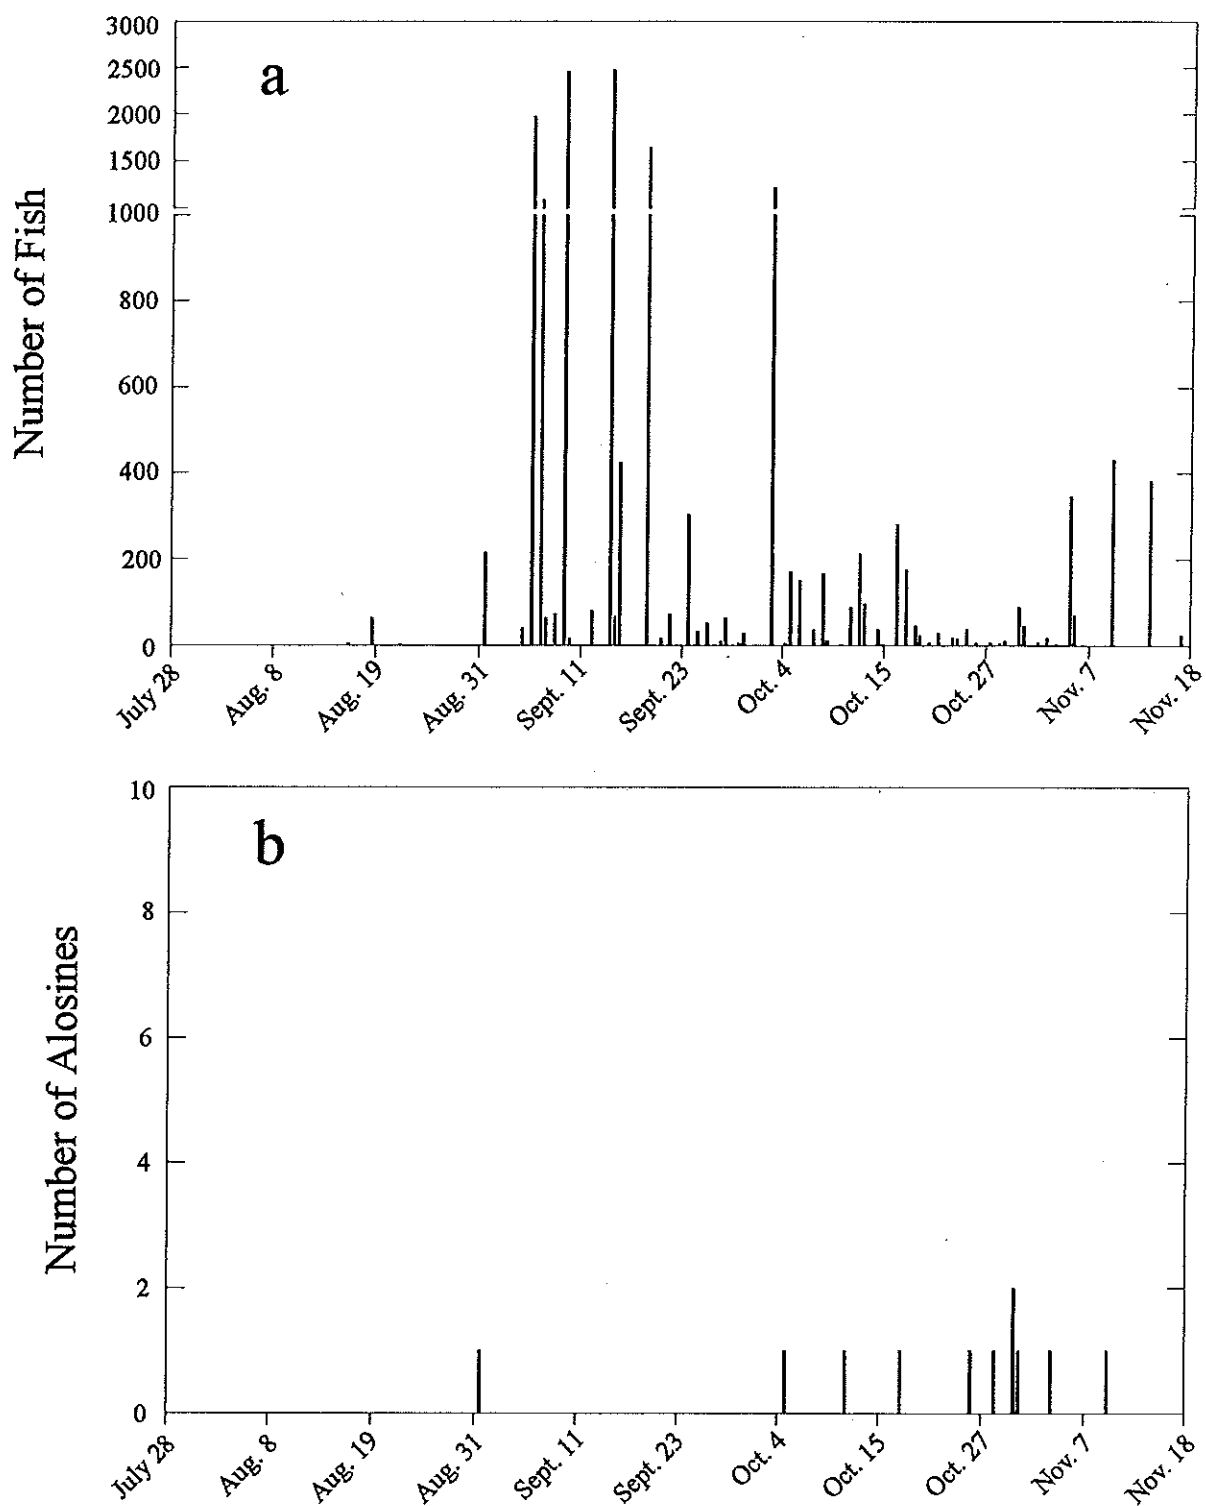 3000
2500
2000
1500
1000
800
600
400
200
0
a
Number of Fish
July 28
Aug. 8
Aug. 19
Aug. 31
Sept. 11
Sept. 23
Oct. 4
Oct. 15
Oct. 27
Nov. 7
Nov. 18
10
8
6
4
2
0
b
Number of Alosines
July 28
Aug. 8
Aug. 19
Aug. 31
Sept. 11
Sept. 23
Oct. 4
Oct. 15
Oct. 27
Nov. 7
Nov. 18